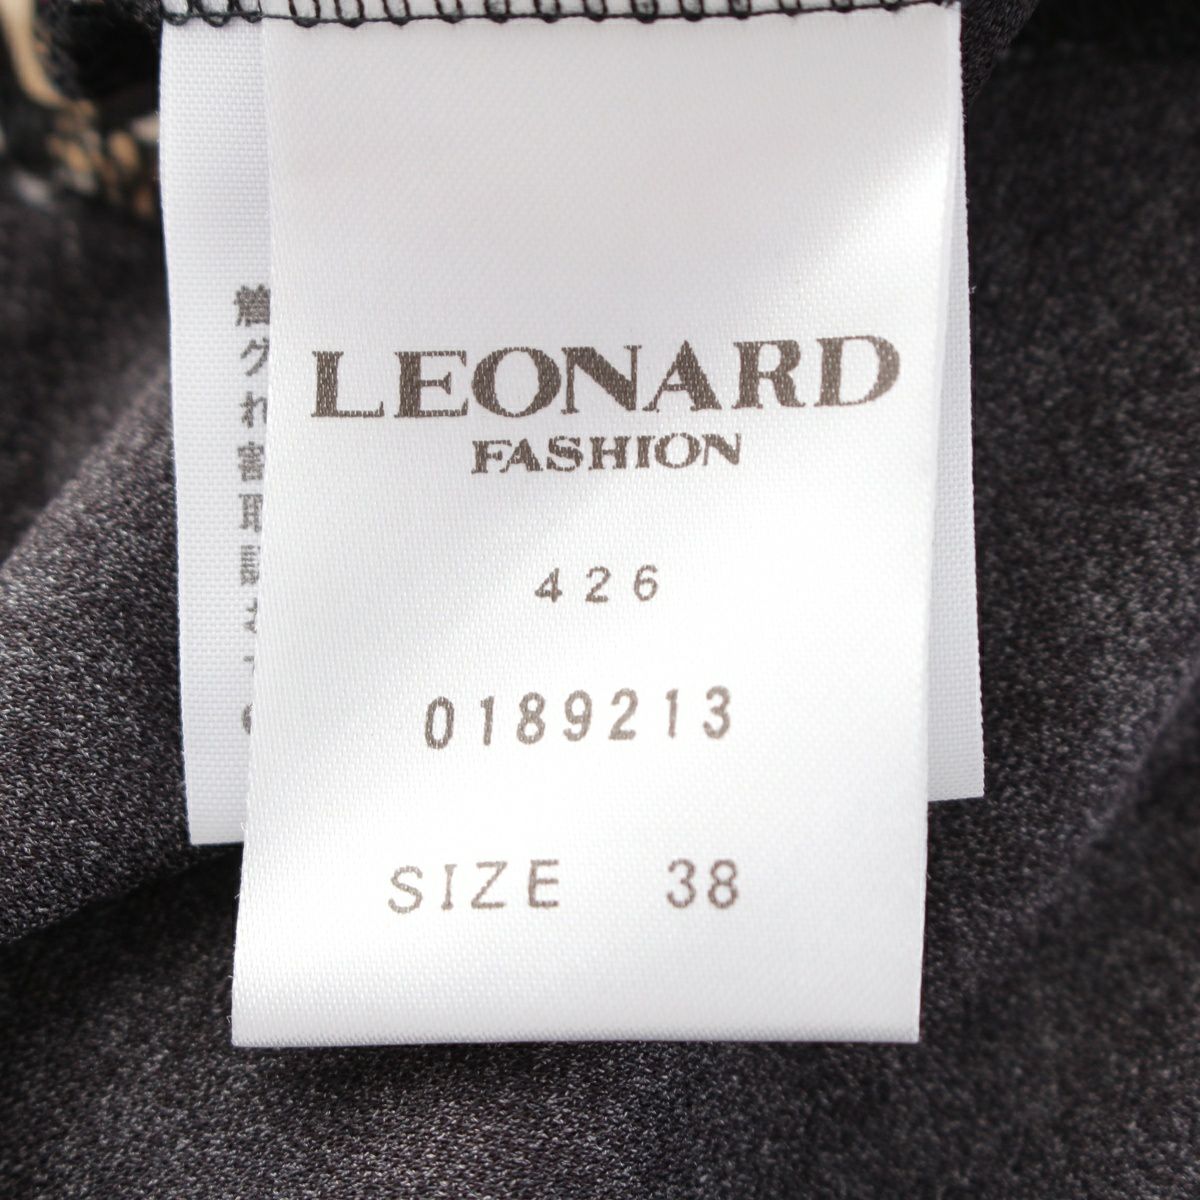 LEONARD
FASHION
426
0189213
SIZE 38